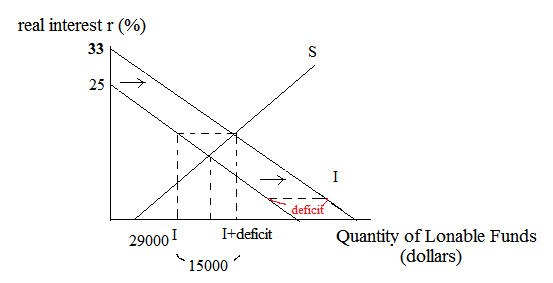 real interest r (%)
33
25
S
I
deficit
29000
I
I+deficit
15000
Quantity of Lonable Funds
(dollars)